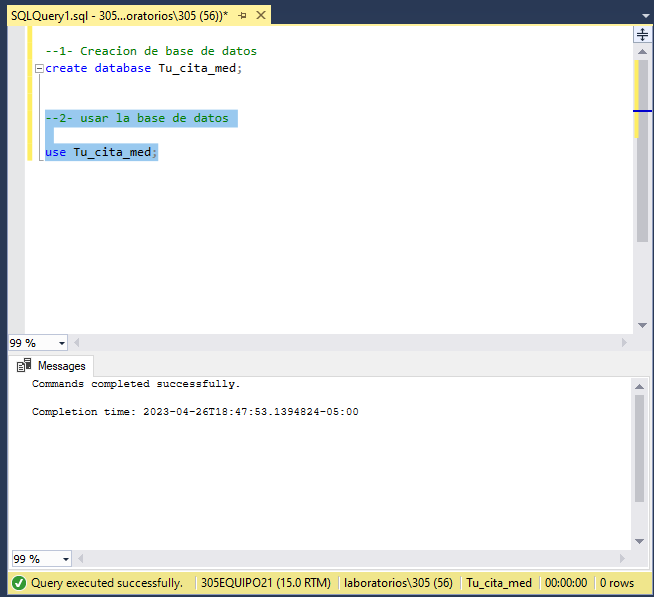 SQLQuery1.sql - 305...oratorios\305 (56))*
--1- Creacion de base de datos
create database Tu_cita_med;
--2- usar la base de datos
use Tu_cita_med;
99 %
Messages
Commands completed successfully.
Completion time: 2023-04-26T18:47:53.1394824-05:00
99 %
Query executed successfully. 305EQUIPO21 (15.0 RTM) laboratorios\305 (56) Tu_cita_med 00:00:00 0 rows